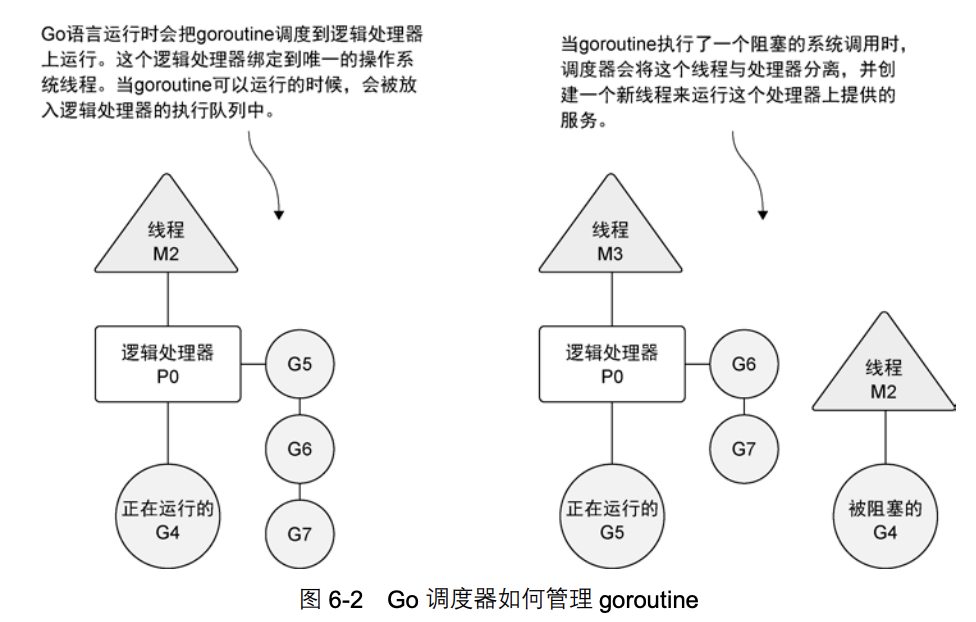 Go语言运行时会把goroutine调度到逻辑处理器
上运行。这个逻辑处理器绑定到唯一的操作系
统线程。当goroutine可以运行的时候，会被放
入逻辑处理器的执行队列中。
当goroutine执行了一个阻塞的系统调用时，
调度器会将这个线程与处理器分离，并创
建一个新线程来运行这个处理器上提供的
服务。
线程
M2
逻辑处理器
P0
G5
G6
G7
正在运行的
G4
线程
M3
逻辑处理器
P0
G6
G7
正在运行的
G5
线程
M2
被阻塞的
G4
图 6-2 Go 调度器如何管理 goroutine